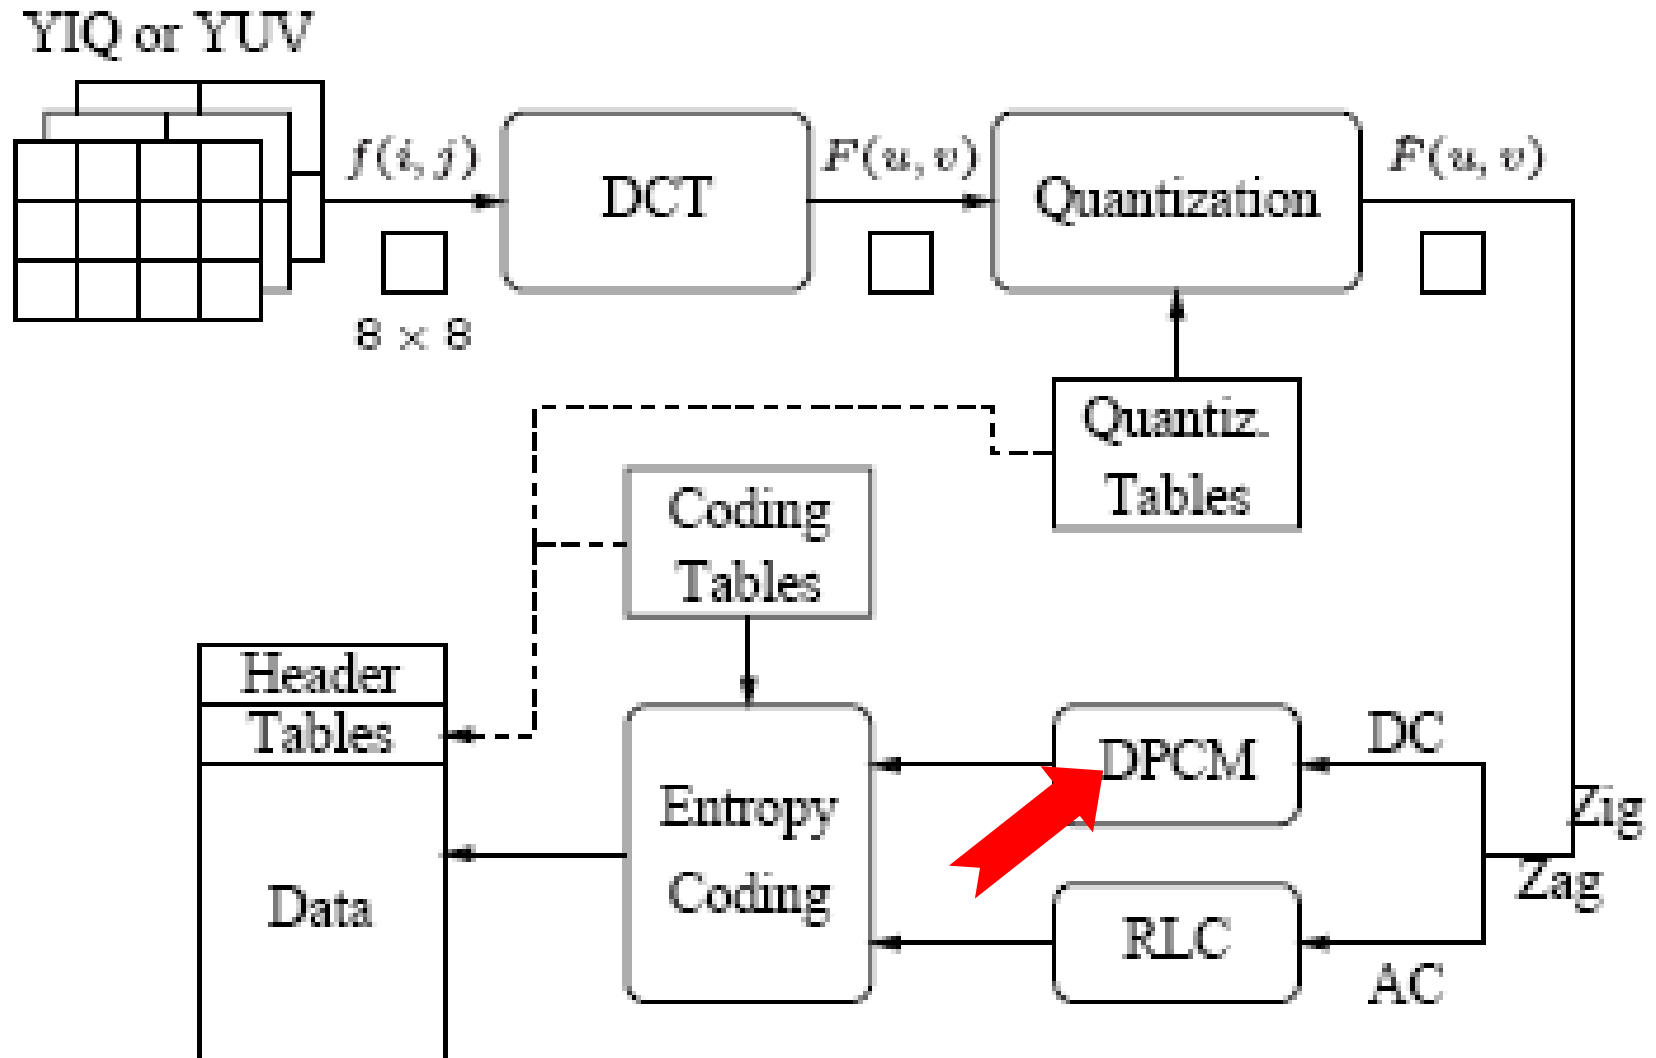 YIQ or YUV
f(i, j)
DCT
F(u, v)
Quantization
F̂(u, v)
8 × 8
Quantiz.
Tables
Coding
Tables
Header
Tables
Data
Entropy
Coding
DPCM
DC
Zig
Zag
RLC
AC